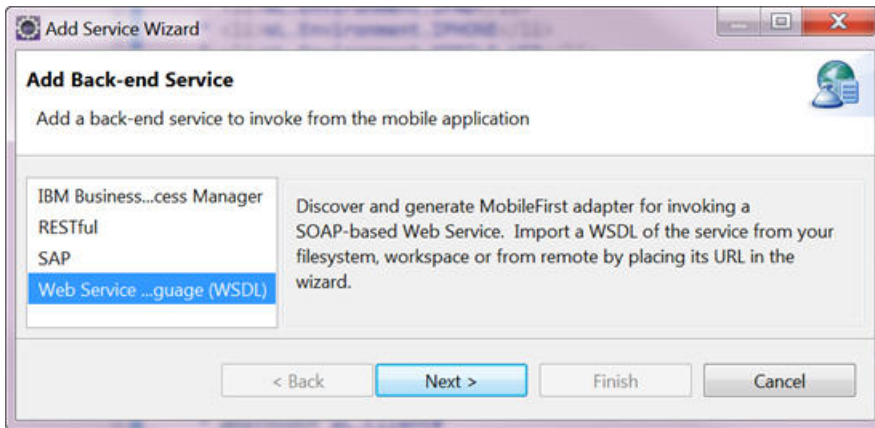 Add Service Wizard
Add Back-end Service
Add a back-end service to invoke from the mobile application
IBM Business...cess Manager
RESTful
SAP
Web Service ...guage (WSDL)
Discover and generate MobileFirst adapter for invoking a
SOAP-based Web Service. Import a WSDL of the service from your
filesystem, workspace or from remote by placing its URL in the
wizard.
< Back
Next >
Finish
Cancel